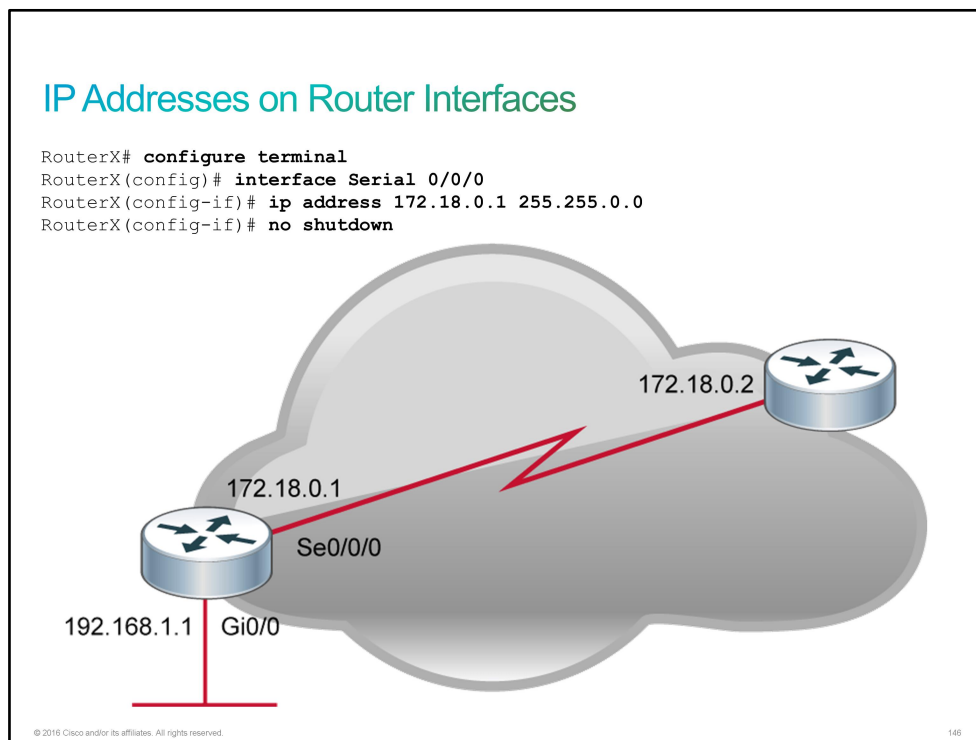 IP Addresses on Router Interfaces
RouterX# configure terminal
RouterX(config)# interface Serial 0/0/0
RouterX(config-if)# ip address 172.18.0.1 255.255.0.0
RouterX(config-if)# no shutdown
172.18.0.2
172.18.0.1
Se0/0/0
192.168.1.1 Gi0/0
© 2016 Cisco and/or its affiliates. All rights reserved.
146